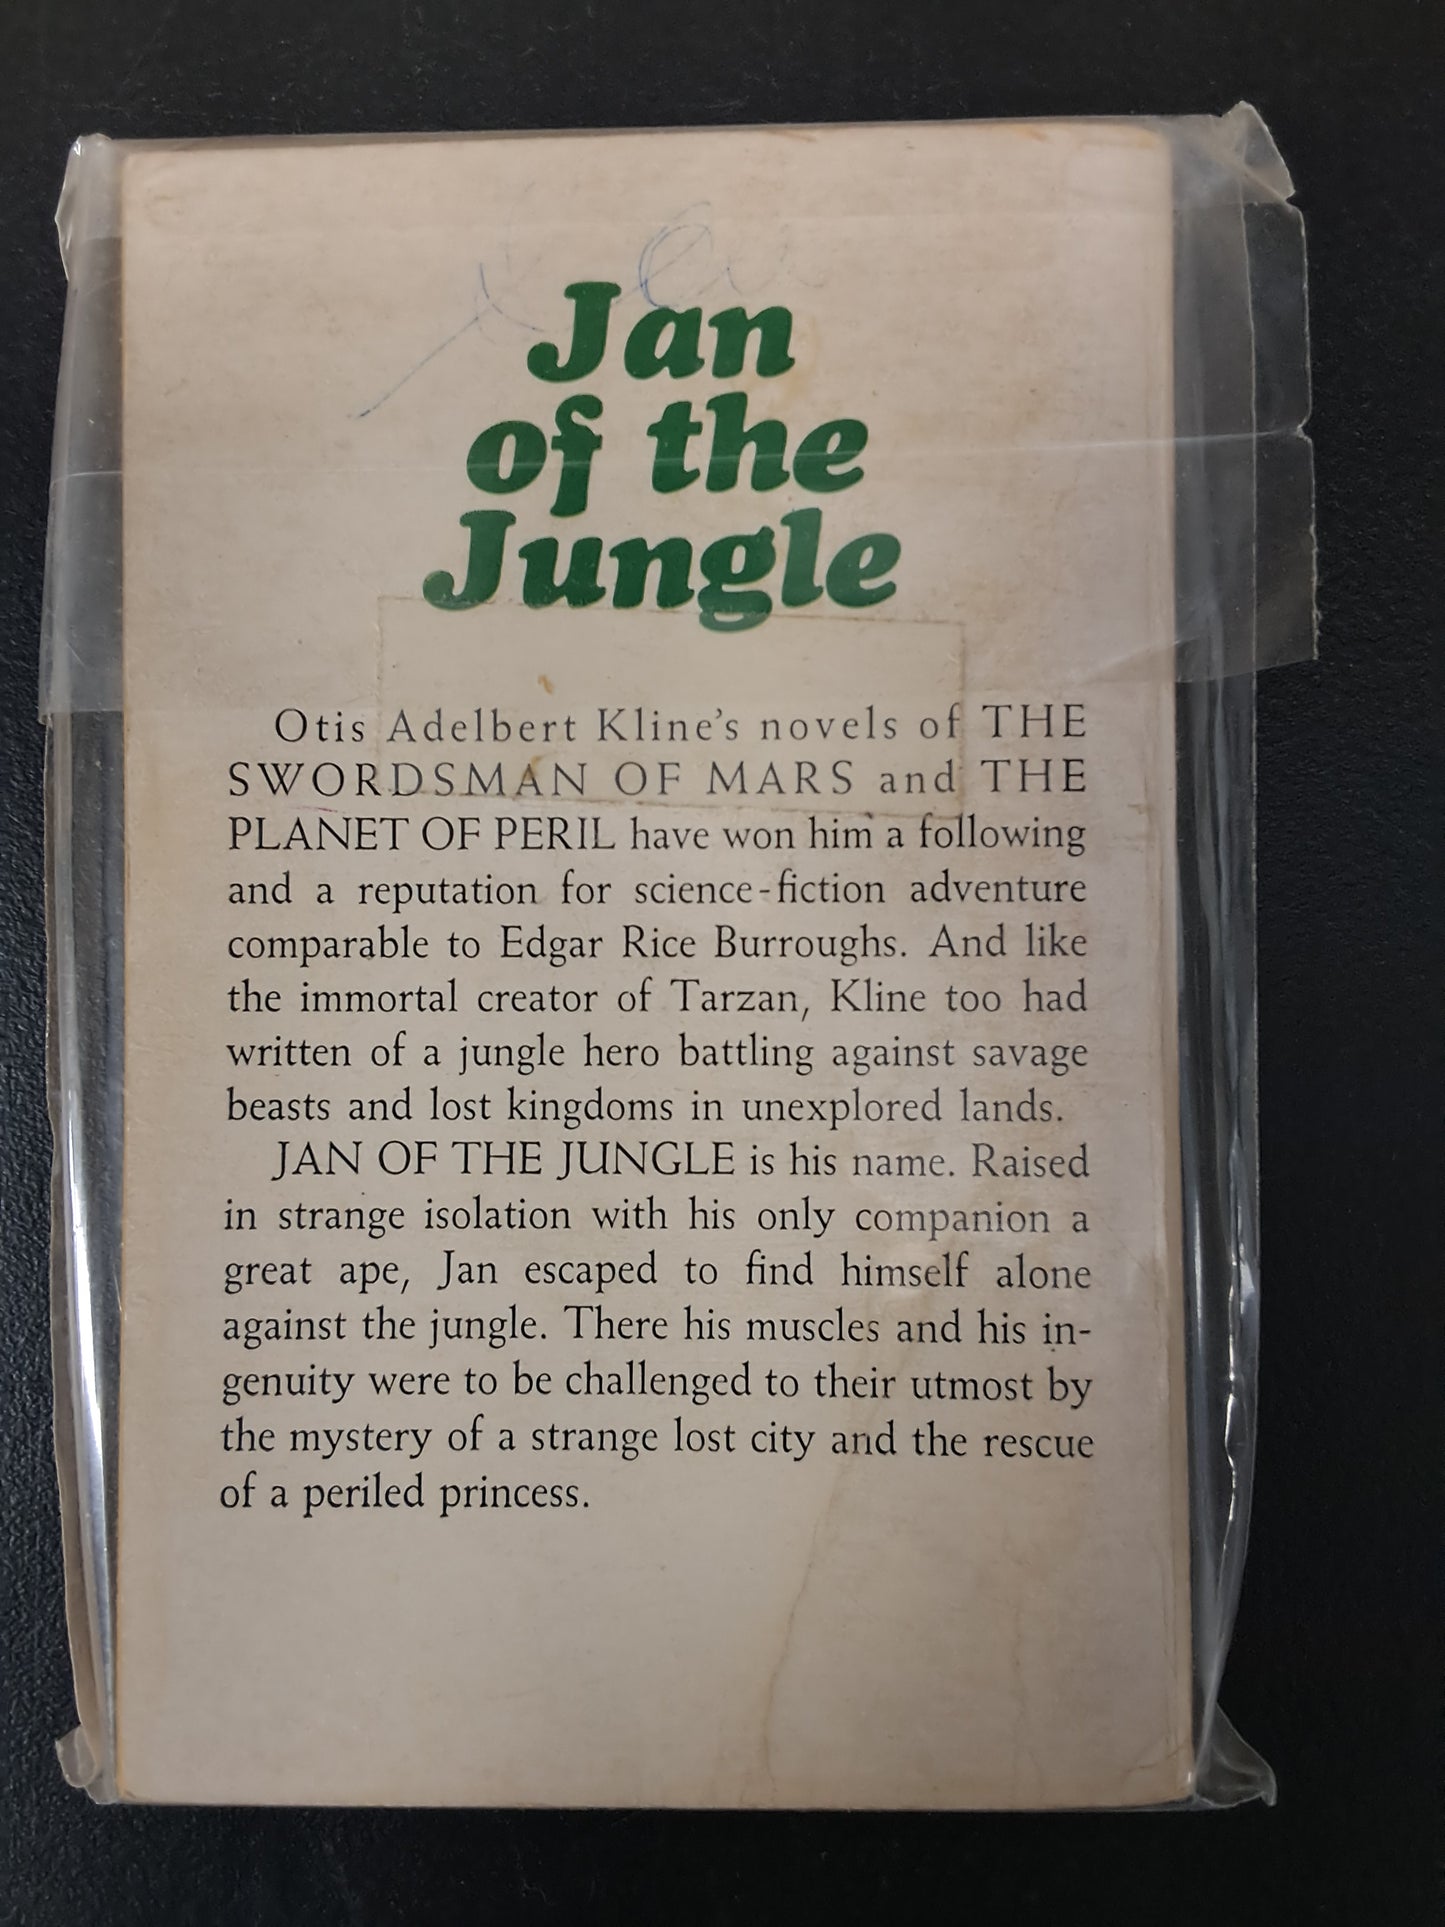 Jan
of the
Jungle
Otis Adelbert Kline's novels of THE
SWORDSMAN OF MARS and THE
PLANET OF PERIL have won him a following
and a reputation for science-fiction adventure
comparable to Edgar Rice Burroughs. And like
the immortal creator of Tarzan, Kline too had
written of a jungle hero battling against savage
beasts and lost kingdoms in unexplored lands.
JAN OF THE JUNGLE is his name. Raised
in strange isolation with his only companion a
great ape, Jan escaped to find himself alone
against the jungle. There his muscles and his in-
genuity were to be challenged to their utmost by
the mystery of a strange lost city and the rescue
of a periled princess.